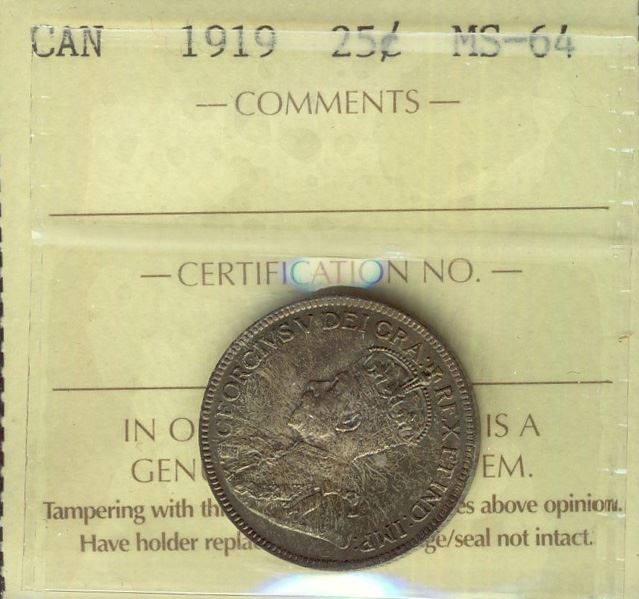 CAN 1919 25¢ MS-64
— COMMENTS —
— CERTIFICATION NO. —
GEORGIVS V DEI GRA: REX ET IND: IMP:
IN O IS A
GEN EM.
Tampering with th es above opinion.
Have holder repla ge/seal not intact.